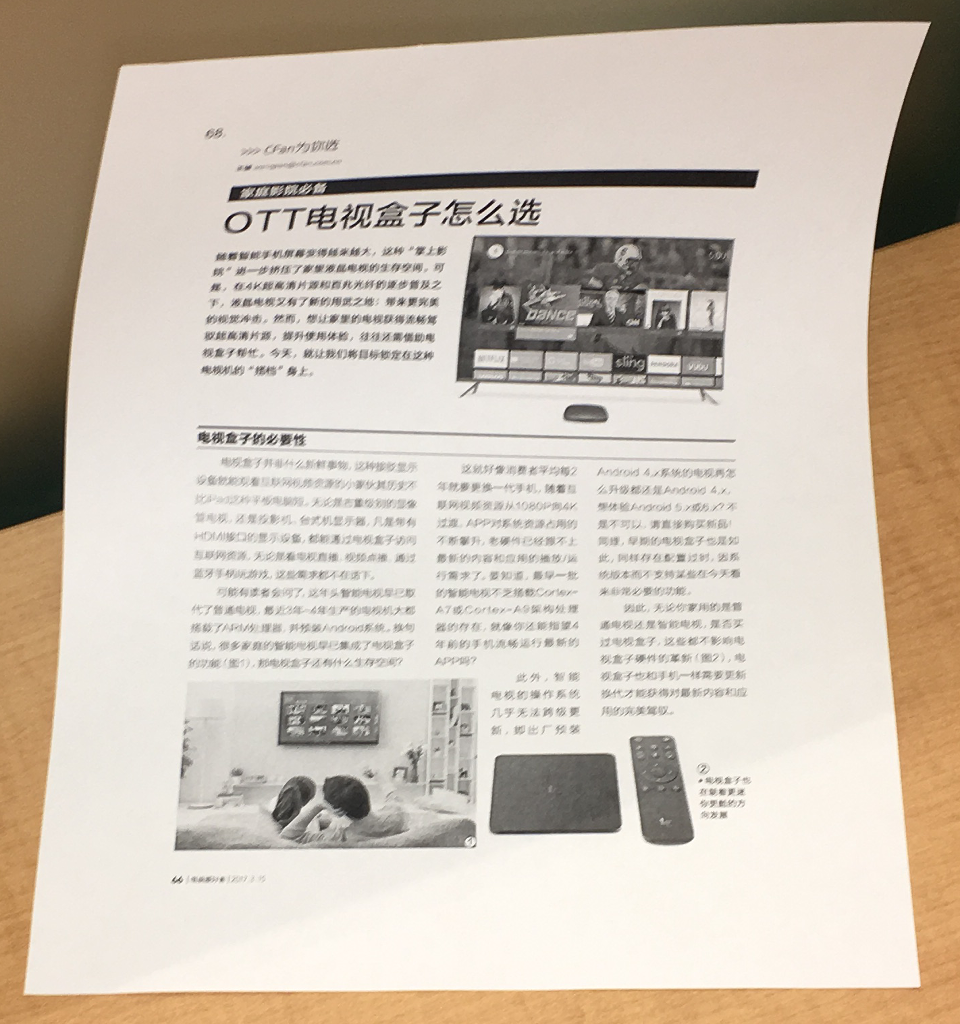 68.
>>> CFan为你选
家庭影院必备
OTT电视盒子怎么选
随着智能手机屏幕变得越来越大，这种“掌上影
院”进一步挤压了家里液晶电视的生存空间。可
是，在4K超高清片源和百兆光纤的逐步普及之
下，液晶电视又有了新的用武之地：带来更完美
的视觉冲击。然而，想让家里的电视获得流畅驾
驭超高清片源，提升使用体验，往往还需借助电
视盒子帮忙。今天，就让我们将目标锁定在这种
电视机的“搭档”身上。
DANCE
sling
VUDU
电视盒子的必要性
电视盒子并非什么新鲜事物，这种接驳显示
设备就能观看互联网视频资源的小家伙其历史不
比iPad这种平板电脑短。无论是古董级别的显像
管电视，还是投影机、台式机显示器，凡是带有
HDMI接口的显示设备，都能通过电视盒子访问
互联网资源，无论是看电视直播、视频点播、通过
蓝牙手柄玩游戏，这些需求都不在话下。
可能有读者会问了，这年头智能电视早已取
代了普通电视，最近3年~4年生产的电视机大都
搭载了ARM处理器，并预装Android系统。换句
话说，很多家庭的智能电视早已集成了电视盒子
的功能（图1），那电视盒子还有什么生存空间？
这就好像消费者平均每2
年就要更换一代手机，随着互
联网视频资源从1080P向4K
过渡，APP对系统资源占用的
不断攀升，老硬件已经跟不上
最新的内容和应用的播放/运
行需求了。要知道，最早一批
的智能电视不乏搭载Cortex-
A7或Cortex-A9架构处理
器的存在，就像你还能指望4
年前的手机流畅运行最新的
APP吗？
此外，智能
电视的操作系统
几乎无法跨级更
新，即出厂预装
Android 4.x系统的电视再怎
么升级都还是Android 4.x，
想体验Android 5.x或6.x？不
是不可以，请直接购买新品！
同理，早期的电视盒子也是如
此，同样存在配置过时，因系
统版本而不支持某些在今天看
来非常必要的功能。
因此，无论你家用的是普
通电视还是智能电视，是否买
过电视盒子，这些都不影响电
视盒子硬件的革新（图2），电
视盒子也和手机一样需要更新
换代才能获得对最新内容和应
用的完美驾驭。
①
②
电视盒子也
在朝着更迷
你更酷的方
向发展
66 | 电脑爱好者 | 2017.3.15